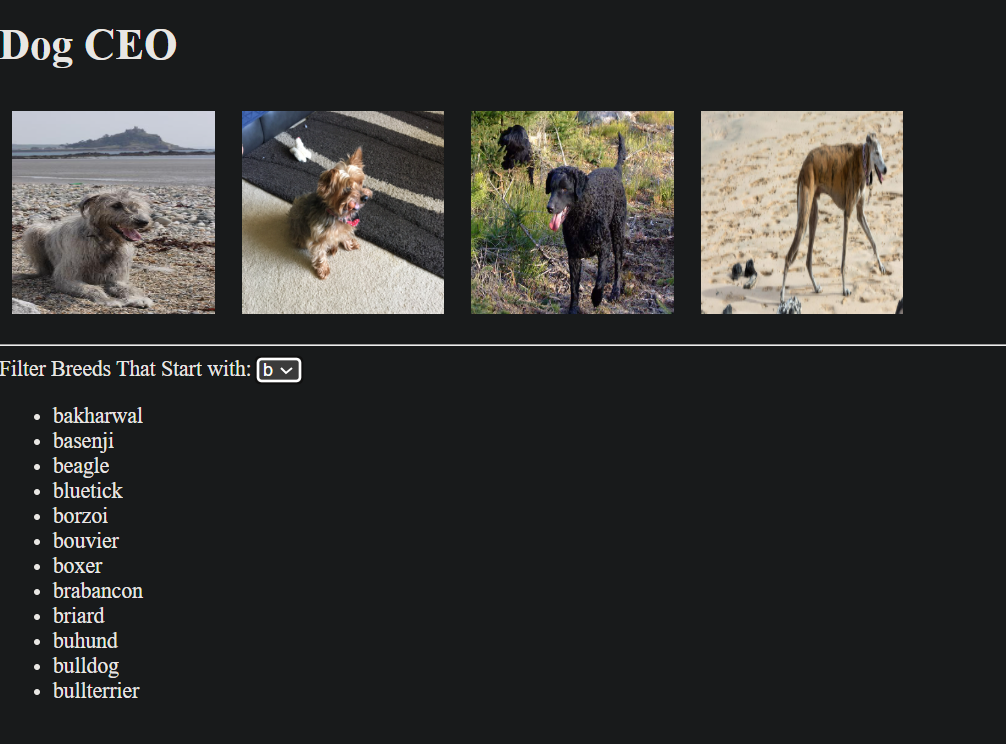 Dog CEO
Filter Breeds That Start with: b
bakharwal
basenji
beagle
bluetick
borzoi
bouvier
boxer
brabancon
briard
buhund
bulldog
bullterrier